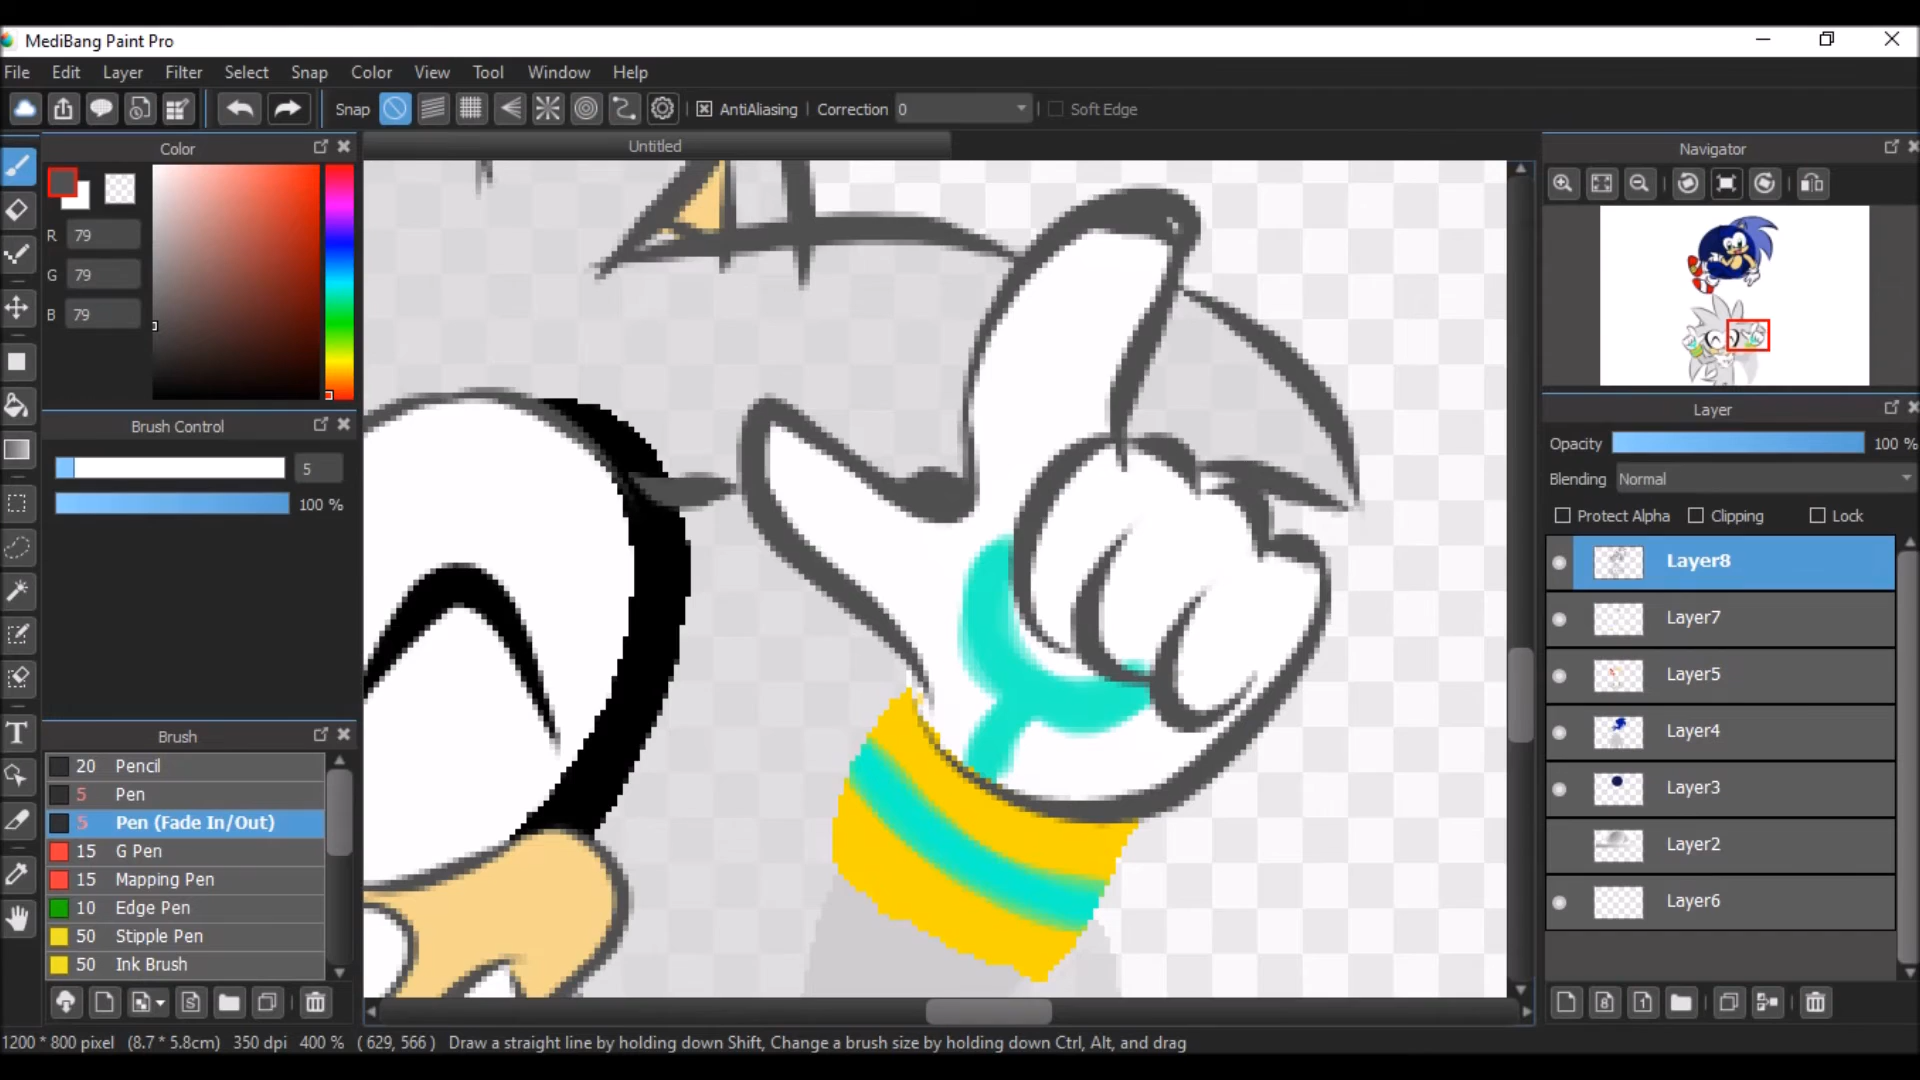 MediBang Paint Pro
File Edit Layer Filter Select Snap Color View Tool Window Help
Snap AntiAliasing Correction 0 Soft Edge
Color
R 79
G 79
B 79
Brush Control
5
100 %
Brush
20 Pencil
5 Pen
5 Pen (Fade In/Out)
15 G Pen
15 Mapping Pen
10 Edge Pen
50 Stipple Pen
50 Ink Brush
Untitled
Navigator
Layer
Opacity 100 %
Blending Normal
Protect Alpha Clipping Lock
Layer8
Layer7
Layer5
Layer4
Layer3
Layer2
Layer6
1200 * 800 pixel (8.7 * 5.8cm) 350 dpi 400 % ( 629, 566 ) Draw a straight line by holding down Shift, Change a brush size by holding down Ctrl, Alt, and drag